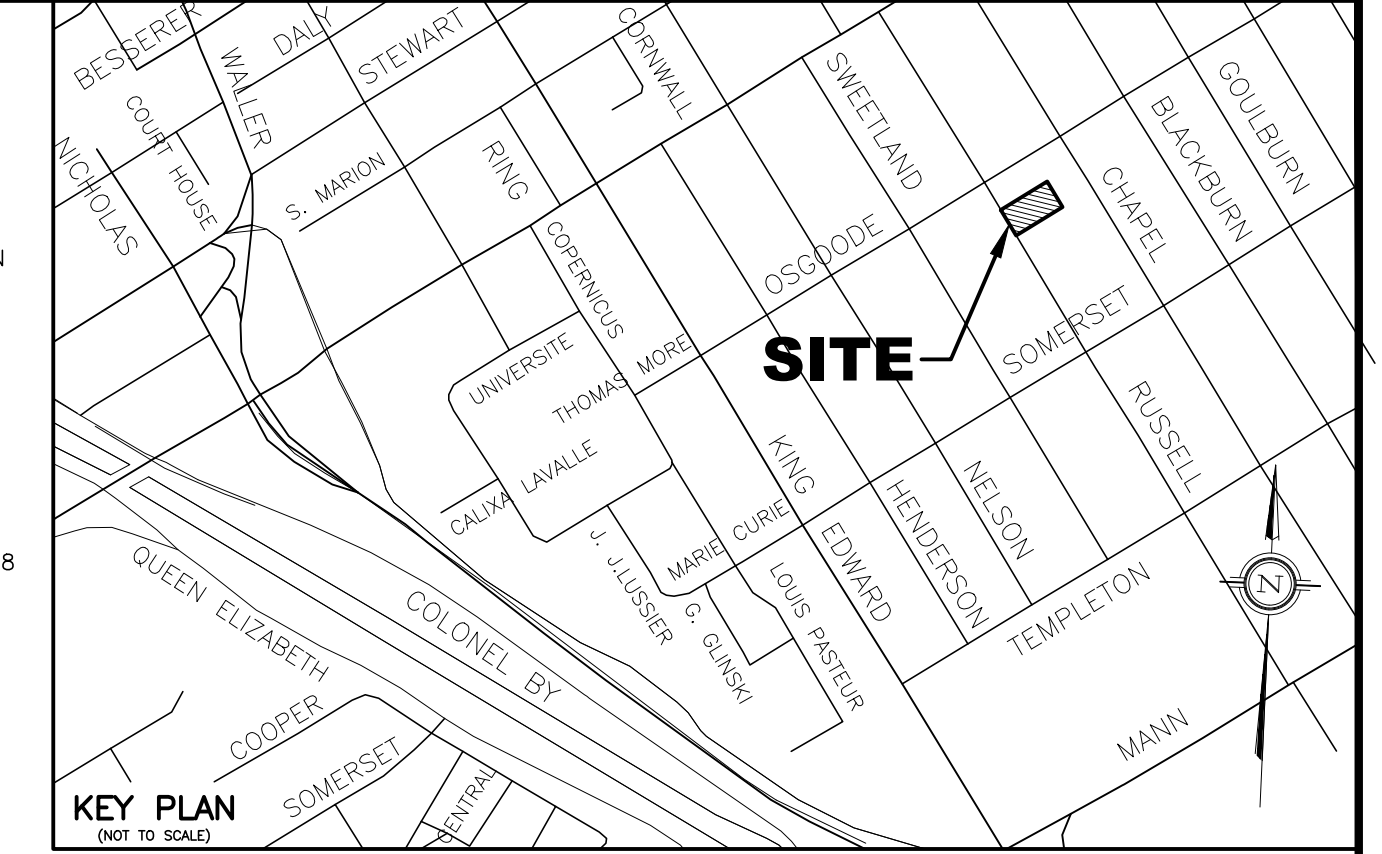 BESSERER
DALY
STEWART
WALLER
CORNWALL
SWEETLAND
GOULBURN
BLACKBURN
COURT HOUSE
NICHOLAS
S. MARION
RING
CHAPEL
OSGOODE
COPERNICUS
N
UNIVERSITE
THOMAS MORE
SITE
SOMERSET
RUSSELL
CALIXA LAVALLE
KING
EDWARD
HENDERSON
NELSON
MARIE CURIE
J. J.LUSSIER
G. GLINSKI
LOUIS PASTEUR
TEMPLETON
N
8
QUEEN ELIZABETH
COLONEL BY
MANN
COOPER
SOMERSET
CENTRAL
KEY PLAN
(NOT TO SCALE)